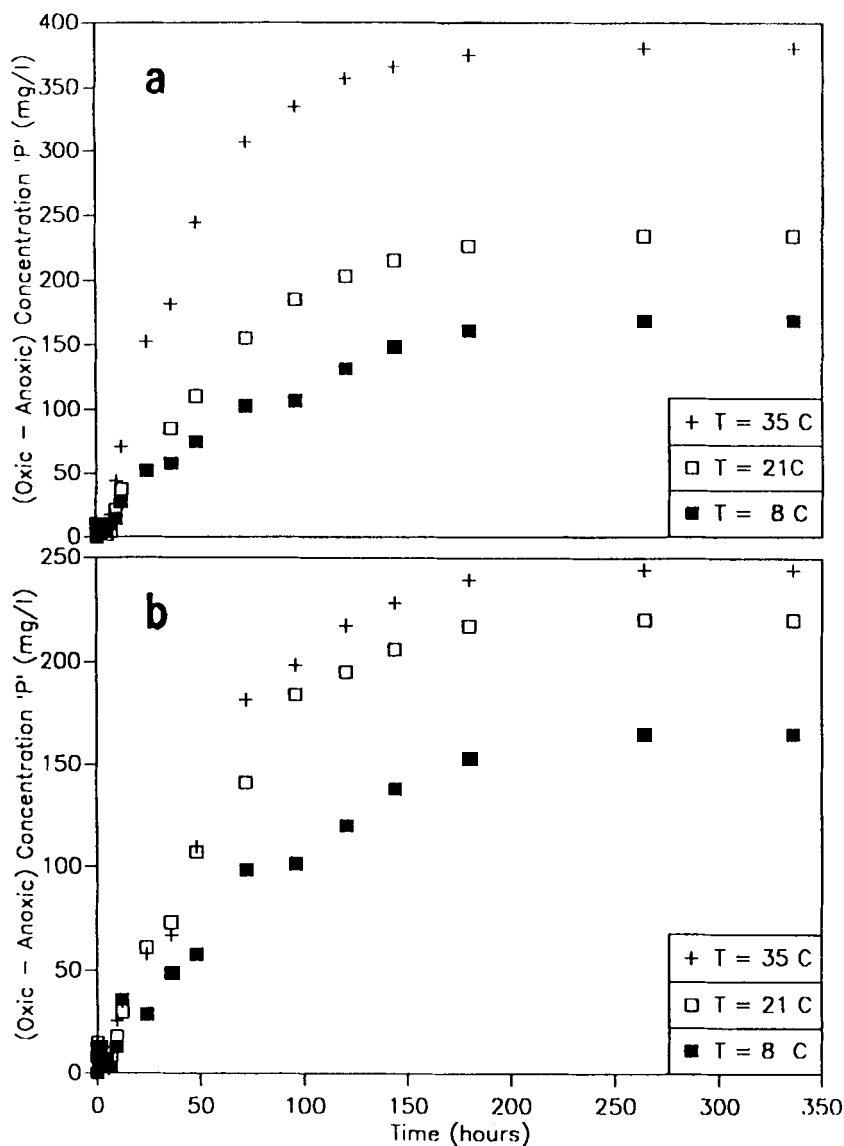 a
(Oxic – Anoxic) Concentration 'P' (mg/l)
400
350
300
250
200
150
100
50
0
+ T = 35 C
□ T = 21C
■ T = 8 C
b
(Oxic – Anoxic) Concentration 'P' (mg/l)
250
200
150
100
50
0
+ T = 35 C
□ T = 21 C
■ T = 8 C
0 50 100 150 200 250 300 350
Time (hours)